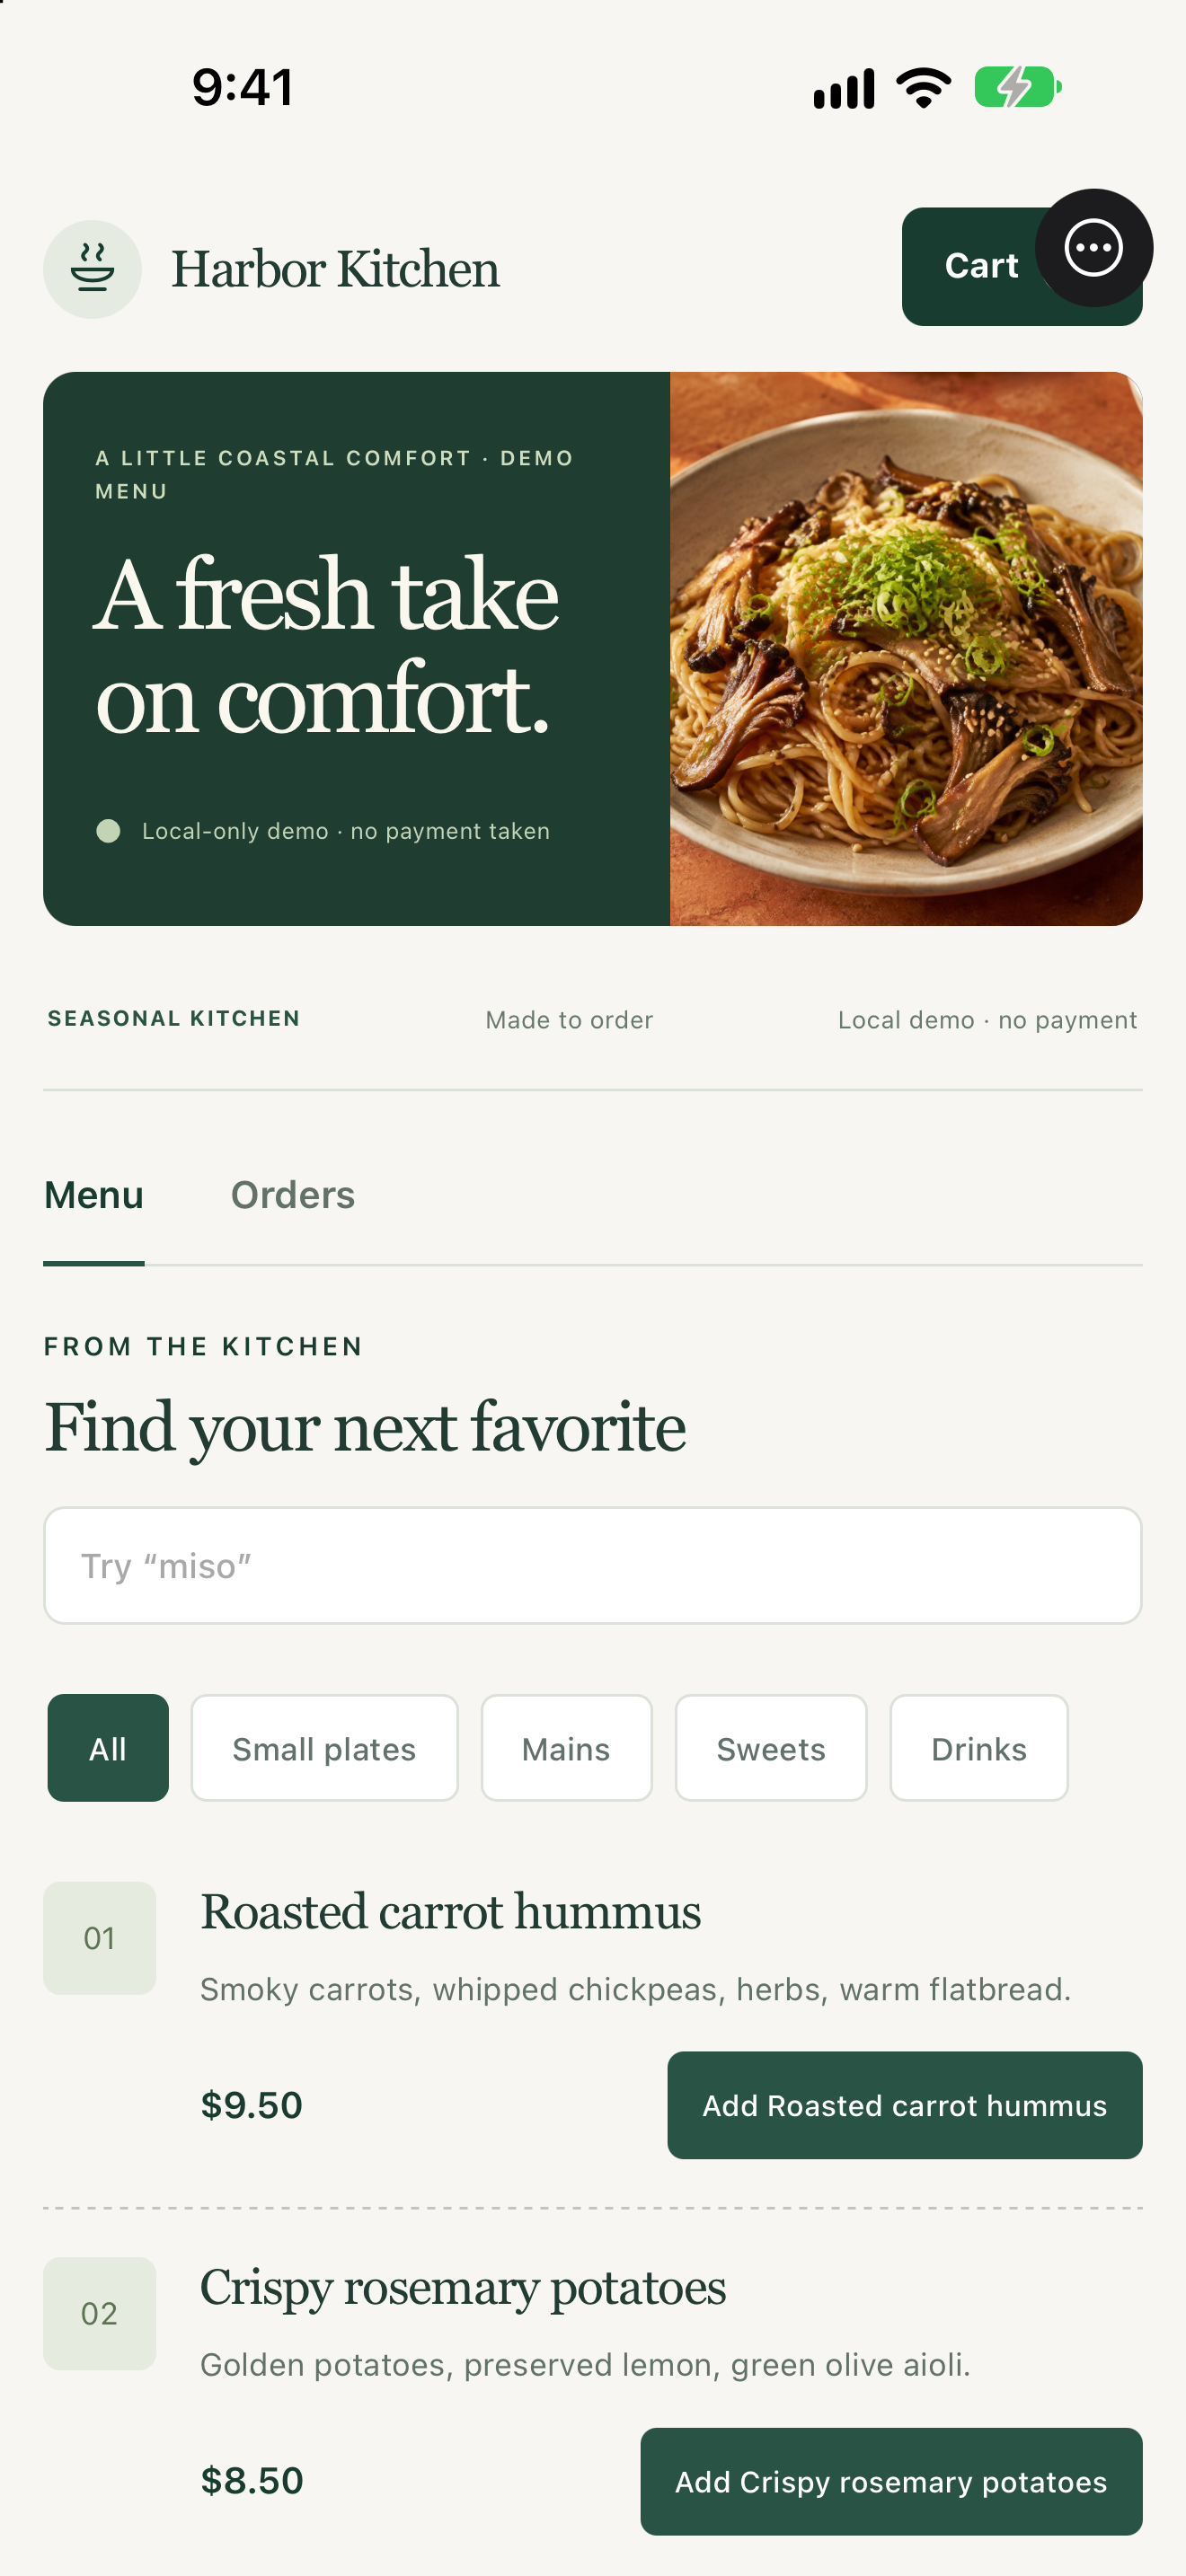 9:41
Harbor Kitchen
Cart
A LITTLE COASTAL COMFORT · DEMO
MENU
A fresh take
on comfort.
Local-only demo · no payment taken
SEASONAL KITCHEN
Made to order
Local demo · no payment
Menu
Orders
FROM THE KITCHEN
Find your next favorite
Try “miso”
All
Small plates
Mains
Sweets
Drinks
01
Roasted carrot hummus
Smoky carrots, whipped chickpeas, herbs, warm flatbread.
$9.50
Add Roasted carrot hummus
02
Crispy rosemary potatoes
Golden potatoes, preserved lemon, green olive aioli.
$8.50
Add Crispy rosemary potatoes